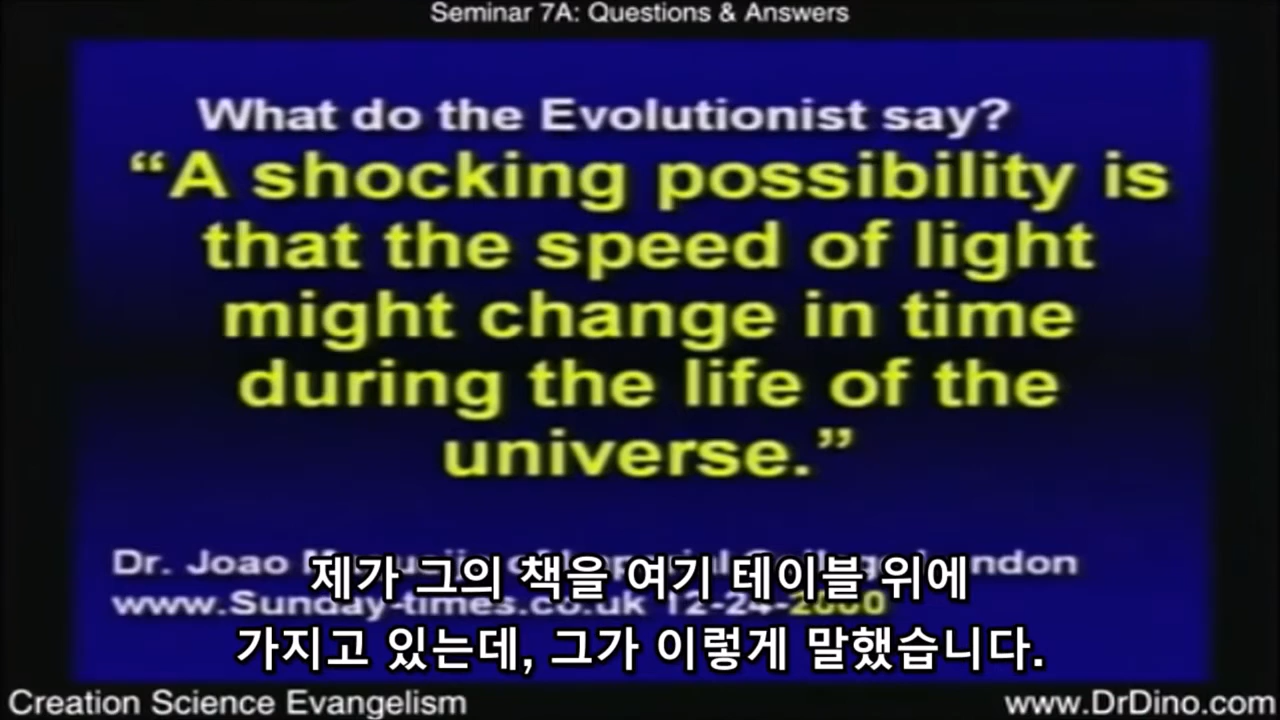 Seminar 7A: Questions & Answers
What do the Evolutionist say?
“A shocking possibility is
that the speed of light
might change in time
during the life of the
universe.”
Dr. Joao
www.Sunday-times.co.uk 12-24-2000
제가 그의 책을 여기 테이블 위에
가지고 있는데, 그가 이렇게 말했습니다.
Creation Science Evangelism
www.DrDino.com